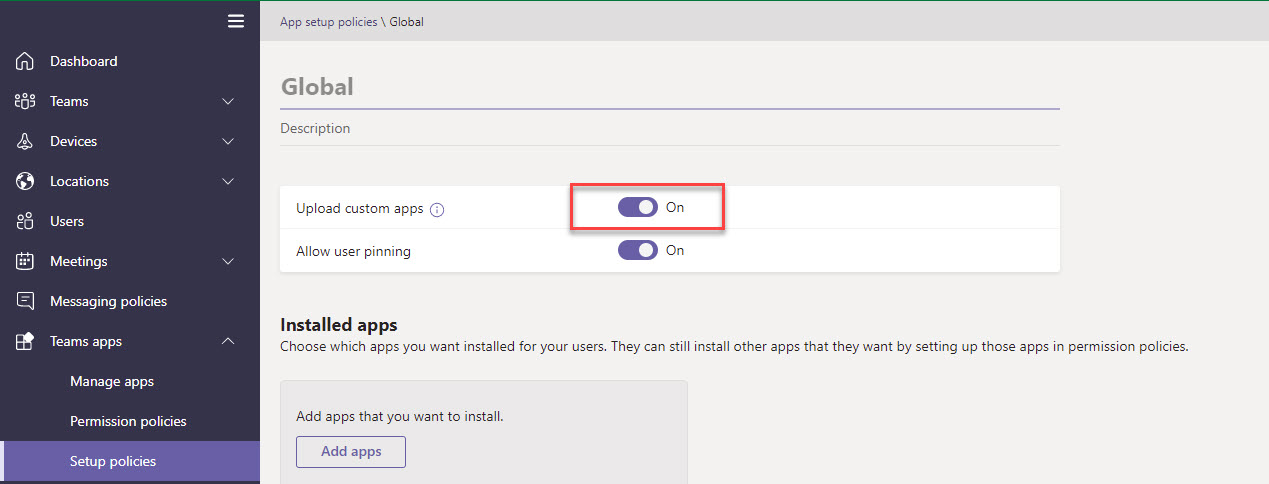 App setup policies \ Global
Dashboard
Teams
Devices
Locations
Users
Meetings
Messaging policies
Teams apps
Manage apps
Permission policies
Setup policies
Global
Description
Upload custom apps On
Allow user pinning On
Installed apps
Choose which apps you want installed for your users. They can still install other apps that they want by setting up those apps in permission policies.
Add apps that you want to install.
Add apps